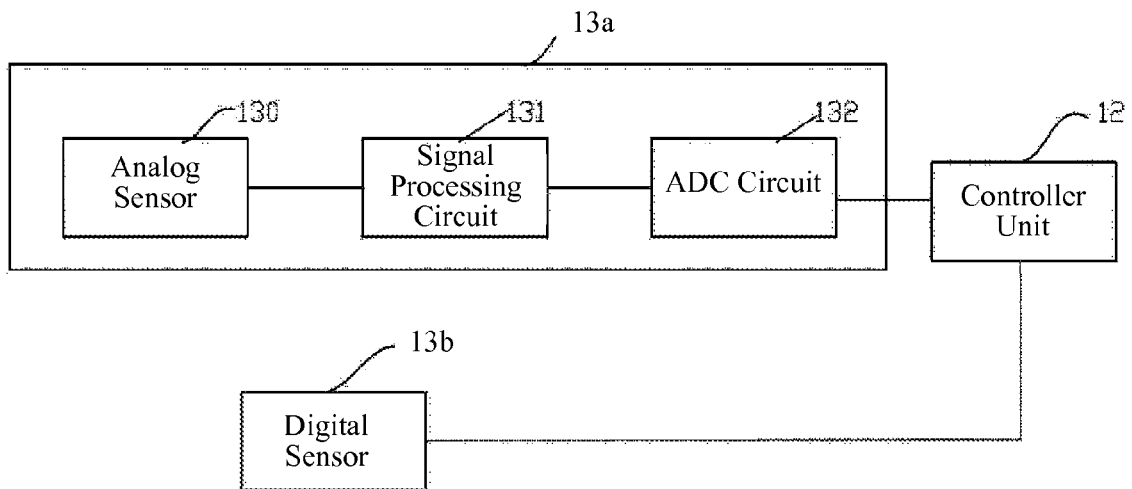 13a
130
131
132
12
Analog
Sensor
Signal
Processing
Circuit
ADC Circuit
Controller
Unit
13b
Digital
Sensor